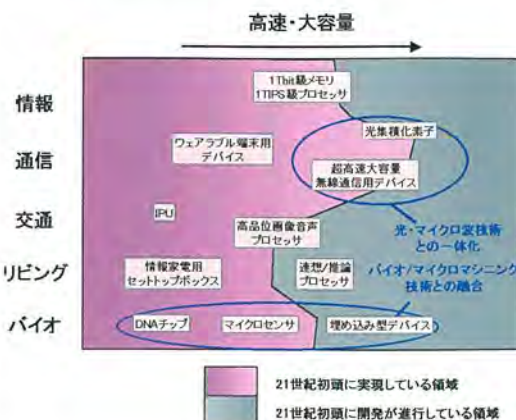 高速・大容量
情報
1Tbit級メモリ
1TIPS級プロセッサ
光集積化素子
通信
ウェアラブル端末用
デバイス
超高速大容量
無線通信用デバイス
交通
IPU
高品位画像音声
プロセッサ
光・マイクロ波技術
との一体化
リビング
情報家電用
セットトップボックス
連想/推論
プロセッサ
バイオ/マイクロマシニング
技術との融合
バイオ
DNAチップ
マイクロセンサ
埋め込み型デバイス
21世紀初頭に実現している領域
21世紀初頭に開発が進行している領域